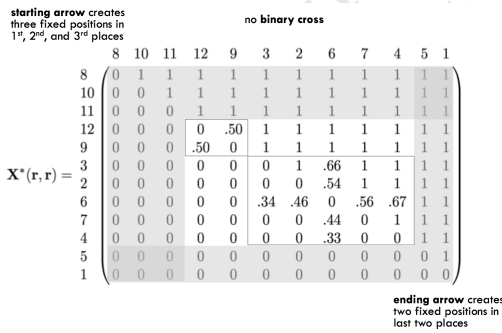 starting arrow creates
three fixed positions in
1st, 2nd, and 3rd places
no binary cross
8 10 11 12 9 3 2 6 7 4 5 1
8 0 1 1 1 1 1 1 1 1 1 1 1
10 0 0 1 1 1 1 1 1 1 1 1 1
11 0 0 0 1 1 1 1 1 1 1 1 1
12 0 0 0 0 .50 1 1 1 1 1 1 1
9 0 0 0 .50 0 1 1 1 1 1 1 1
X*(r,r) =
3 0 0 0 0 0 0 1 .66 1 1 1 1
2 0 0 0 0 0 0 0 .54 1 1 1 1
6 0 0 0 0 0 .34 .46 0 .56 .67 1 1
7 0 0 0 0 0 0 0 .44 0 1 1 1
4 0 0 0 0 0 0 0 .33 0 0 1 1
5 0 0 0 0 0 0 0 0 0 0 0 1
1 0 0 0 0 0 0 0 0 0 0 0 0
ending arrow creates
two fixed positions in
last two places